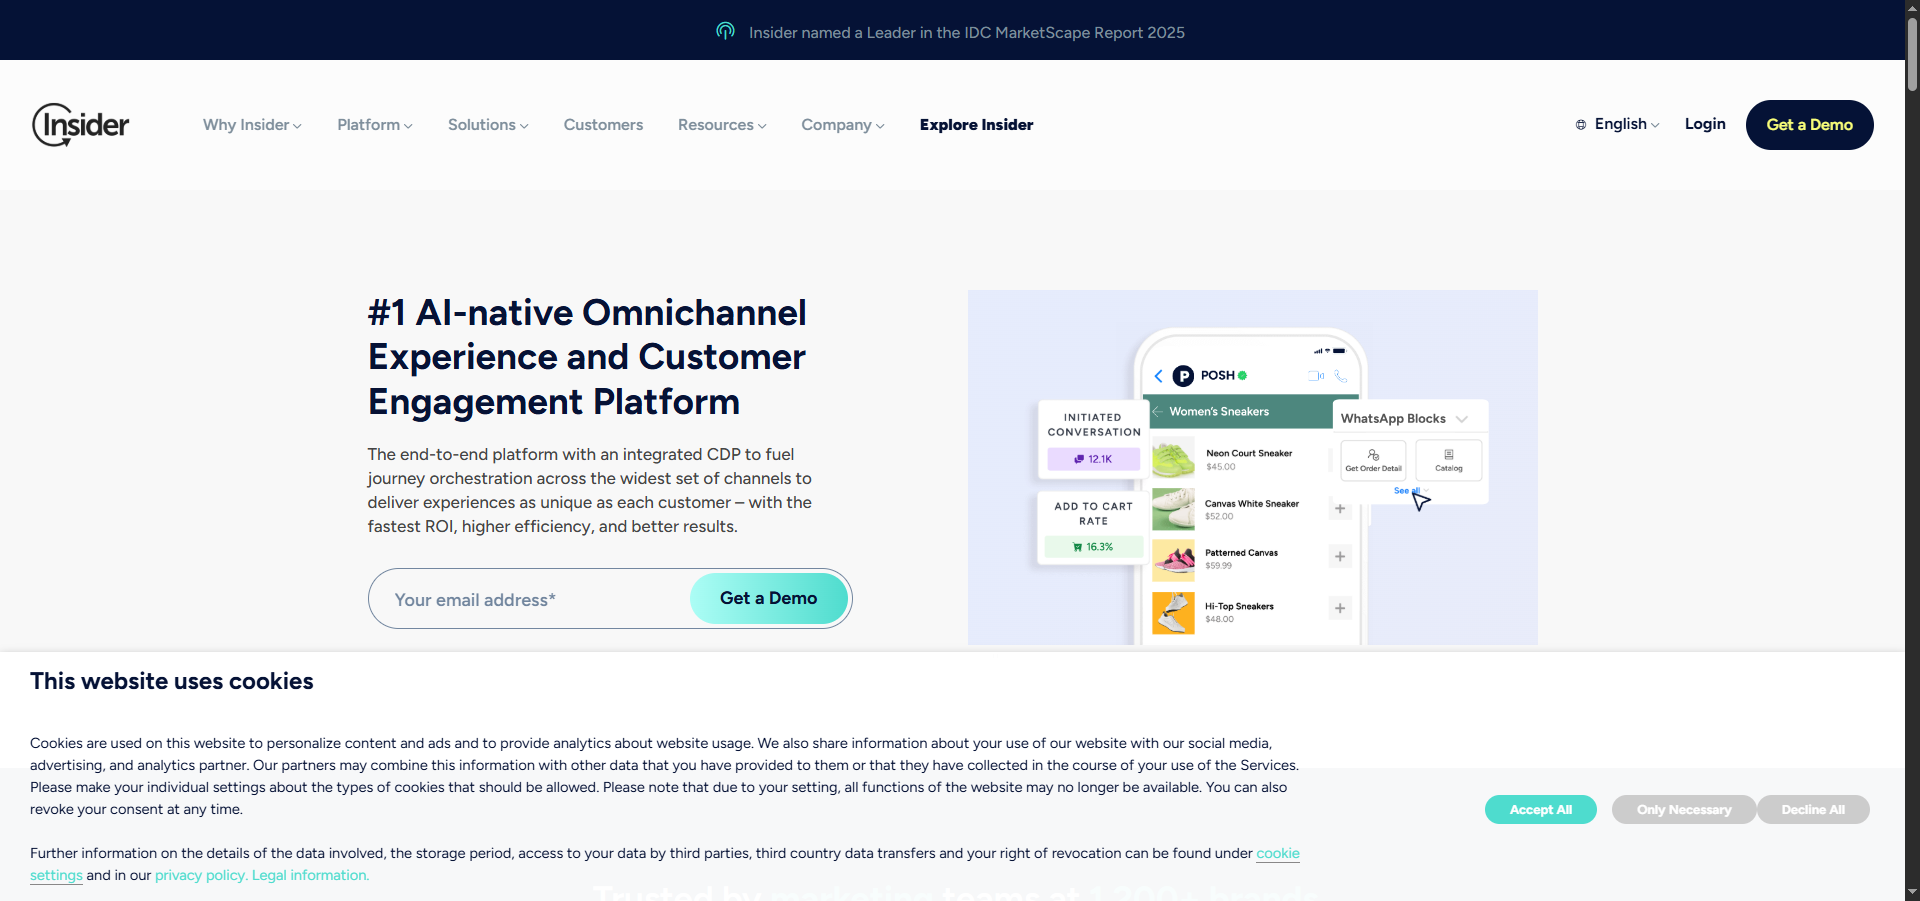 Insider named a Leader in the IDC MarketScape Report 2025
Insider
Why Insider
Platform
Solutions
Customers
Resources
Company
Explore Insider
English
Login
Get a Demo
#1 AI-native Omnichannel
Experience and Customer
Engagement Platform
The end-to-end platform with an integrated CDP to fuel
journey orchestration across the widest set of channels to
deliver experiences as unique as each customer – with the
fastest ROI, higher efficiency, and better results.
Your email address*
Get a Demo
P POSH
Women's Sneakers
INITIATED
CONVERSATION
12.1K
ADD TO CART
RATE
16.3%
Neon Court Sneaker
$45.00
Canvas White Sneaker
$52.00
Patterned Canvas
$59.99
Hi-Top Sneakers
$48.00
WhatsApp Blocks
Get Order Detail
Catalog
See all
This website uses cookies
Cookies are used on this website to personalize content and ads and to provide analytics about website usage. We also share information about your use of our website with our social media,
advertising, and analytics partner. Our partners may combine this information with other data that you have provided to them or that they have collected in the course of your use of the Services.
Please make your individual settings about the types of cookies that should be allowed. Please note that due to your setting, all functions of the website may no longer be available. You can also
revoke your consent at any time.
Further information on the details of the data involved, the storage period, access to your data by third parties, third country data transfers and your right of revocation can be found under cookie
settings and in our privacy policy. Legal information.
Accept All
Only Necessary
Decline All
Trusted by marketing teams at 1,200+ brands